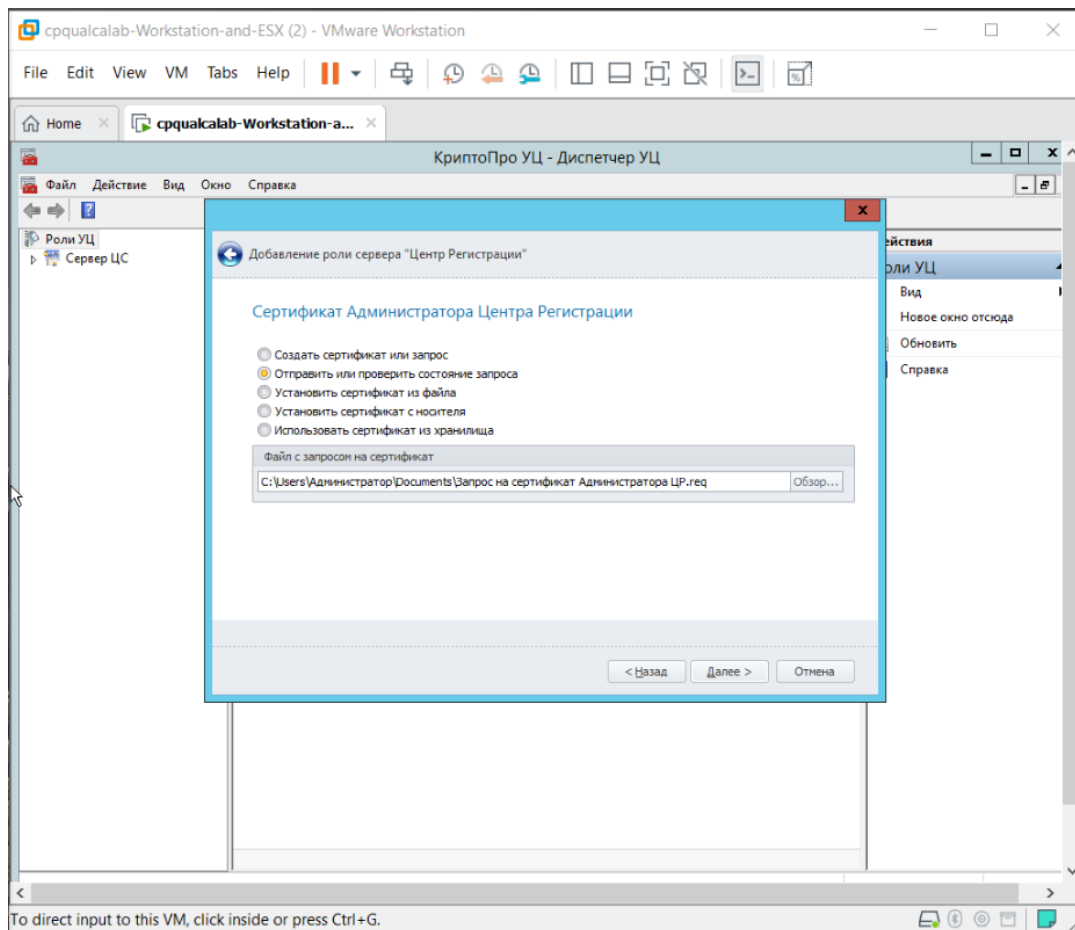 cpqualcalab-Workstation-and-ESX (2) - VMware Workstation
File Edit View VM Tabs Help
Home
cpqualcalab-Workstation-a...
КриптоПро УЦ - Диспетчер УЦ
Файл Действие Вид Окно Справка
Роли УЦ
Сервер ЦС
Добавление роли сервера "Центр Регистрации"
Сертификат Администратора Центра Регистрации
Создать сертификат или запрос
Отправить или проверить состояние запроса
Установить сертификат из файла
Установить сертификат с носителя
Использовать сертификат из хранилища
Файл с запросом на сертификат
C:\Users\Администратор\Documents\Запрос на сертификат Администратора ЦР.req
Обзор...
< Назад
Далее >
Отмена
ействия
оли УЦ
Вид
Новое окно отсюда
Обновить
Справка
To direct input to this VM, click inside or press Ctrl+G.